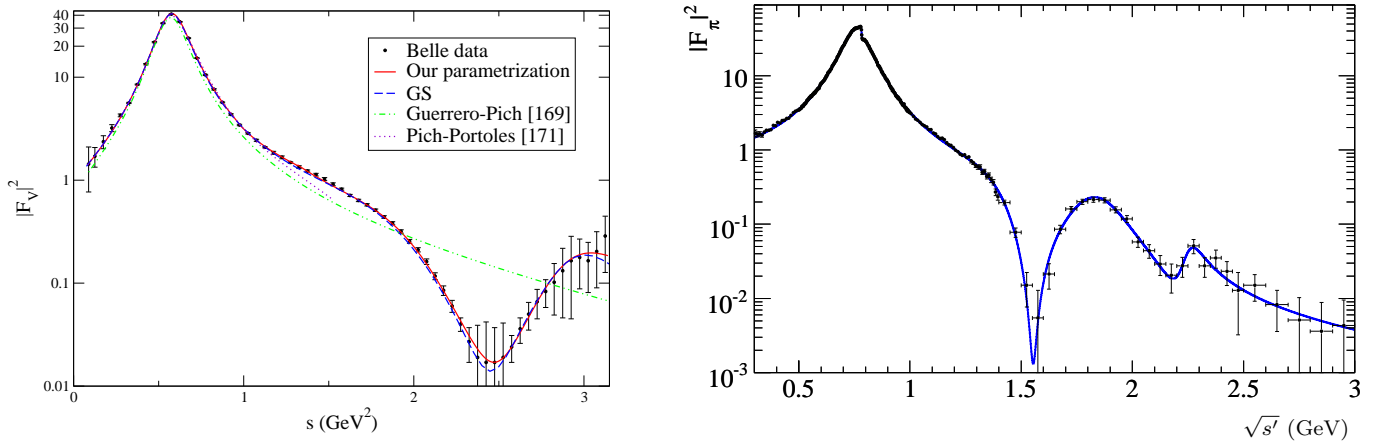 40
20
10
1
0.1
0.01
|F_V|^2
Belle data
Our parametrization
GS
Guerrero-Pich [169]
Pich-Portoles [171]
0
1
2
3
s (GeV^2)
|F_π|^2
10
1
10^-1
10^-2
10^-3
0.5
1
1.5
2
2.5
3
√s′ (GeV)